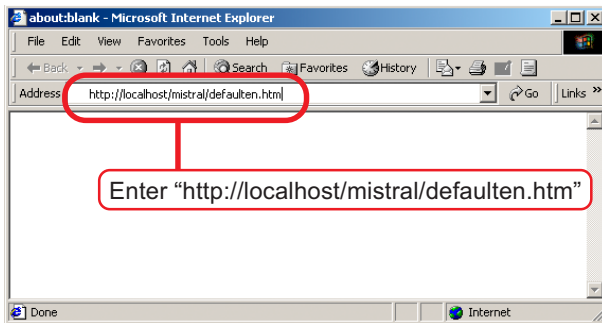 about:blank - Microsoft Internet Explorer
File Edit View Favorites Tools Help
Back Search Favorites History
Address http://localhost/mistral/defaulten.htm Go Links »
Enter “http://localhost/mistral/defaulten.htm”
Done Internet